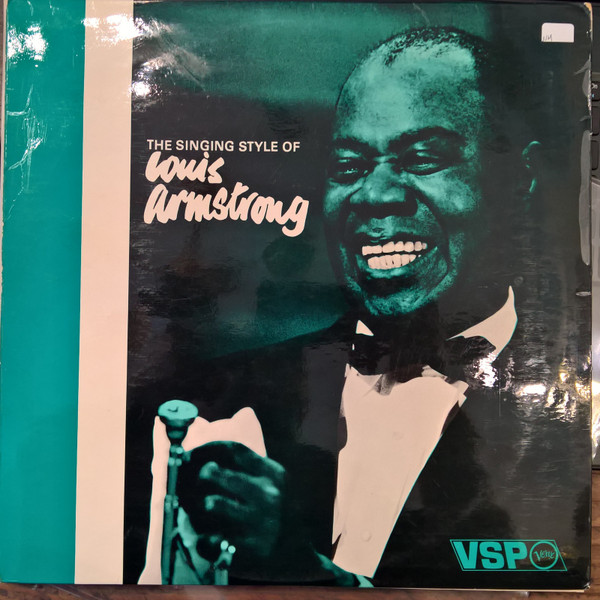 THE SINGING STYLE OF
Louis
Armstrong
VSP Verve